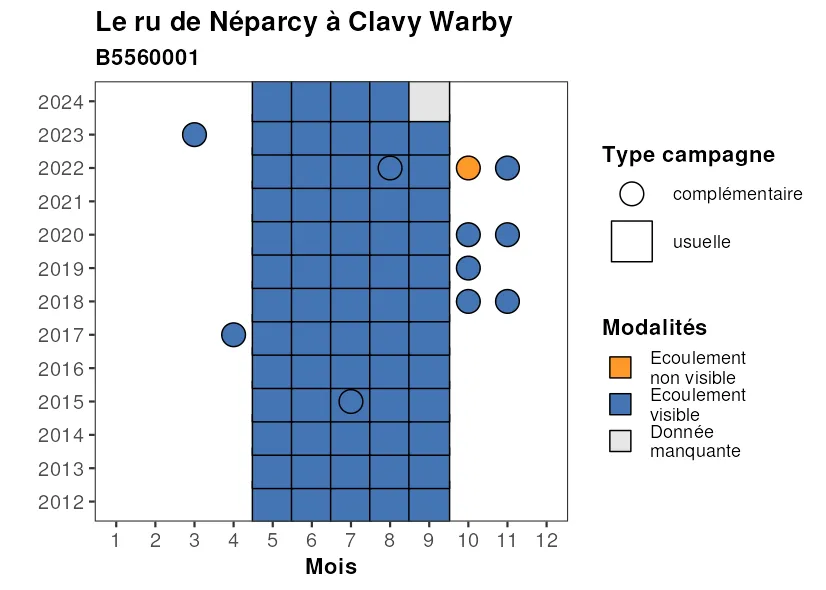 Le ru de Néparcy à Clavy Warby
B5560001
2024
2023
2022
2021
2020
2019
2018
2017
2016
2015
2014
2013
2012
1 2 3 4 5 6 7 8 9 10 11 12
Mois
Type campagne
complémentaire
usuelle
Modalités
Ecoulement
non visible
Ecoulement
visible
Donnée
manquante